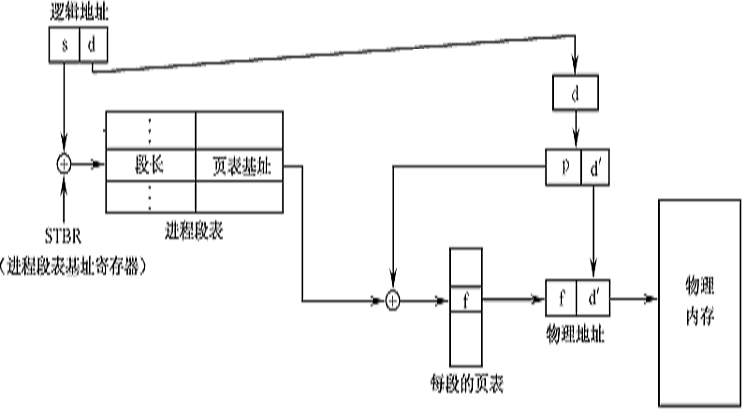 逻辑地址
s d
d
⋮
段长 页表基址
⋮
p d′
进程段表
STBR
（进程段表基址寄存器）
f
f d′
物理
内存
物理地址
每段的页表